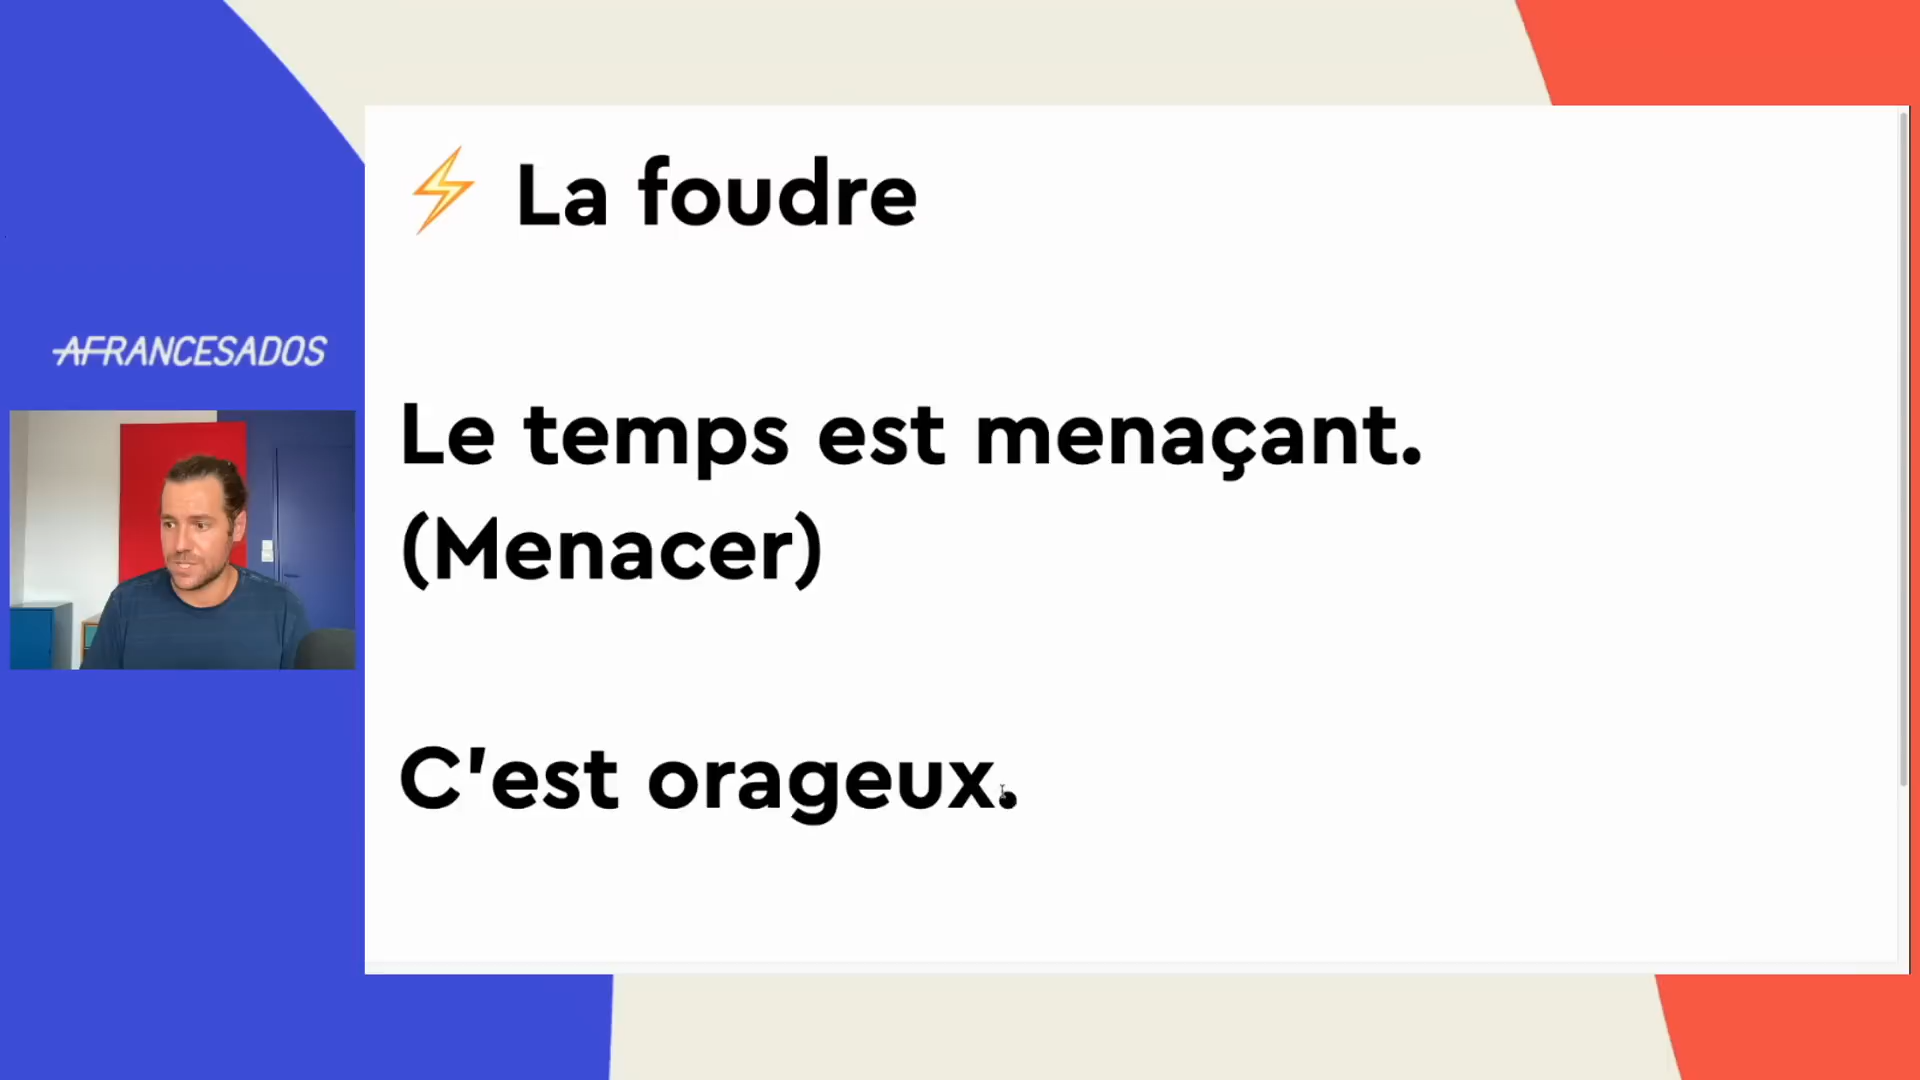 ⚡ La foudre
AFRANCESADOS
Le temps est menaçant.
(Menacer)
C'est orageux.